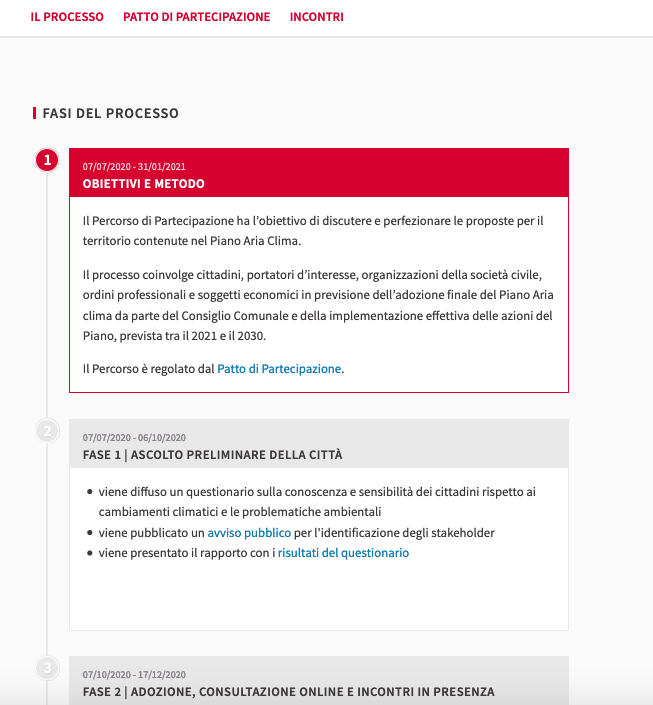 IL PROCESSO PATTO DI PARTECIPAZIONE INCONTRI
FASI DEL PROCESSO
1
07/07/2020 - 31/01/2021
OBIETTIVI E METODO
Il Percorso di Partecipazione ha l’obiettivo di discutere e perfezionare le proposte per il
territorio contenute nel Piano Aria Clima.
Il processo coinvolge cittadini, portatori d’interesse, organizzazioni della società civile,
ordini professionali e soggetti economici in previsione dell’adozione finale del Piano Aria
clima da parte del Consiglio Comunale e della implementazione effettiva delle azioni del
Piano, prevista tra il 2021 e il 2030.
Il Percorso è regolato dal Patto di Partecipazione.
2
07/07/2020 - 06/10/2020
FASE 1 | ASCOLTO PRELIMINARE DELLA CITTÀ
• viene diffuso un questionario sulla conoscenza e sensibilità dei cittadini rispetto ai
cambiamenti climatici e le problematiche ambientali
• viene pubblicato un avviso pubblico per l'identificazione degli stakeholder
• viene presentato il rapporto con i risultati del questionario
3
07/10/2020 - 17/12/2020
FASE 2 | ADOZIONE, CONSULTAZIONE ONLINE E INCONTRI IN PRESENZA